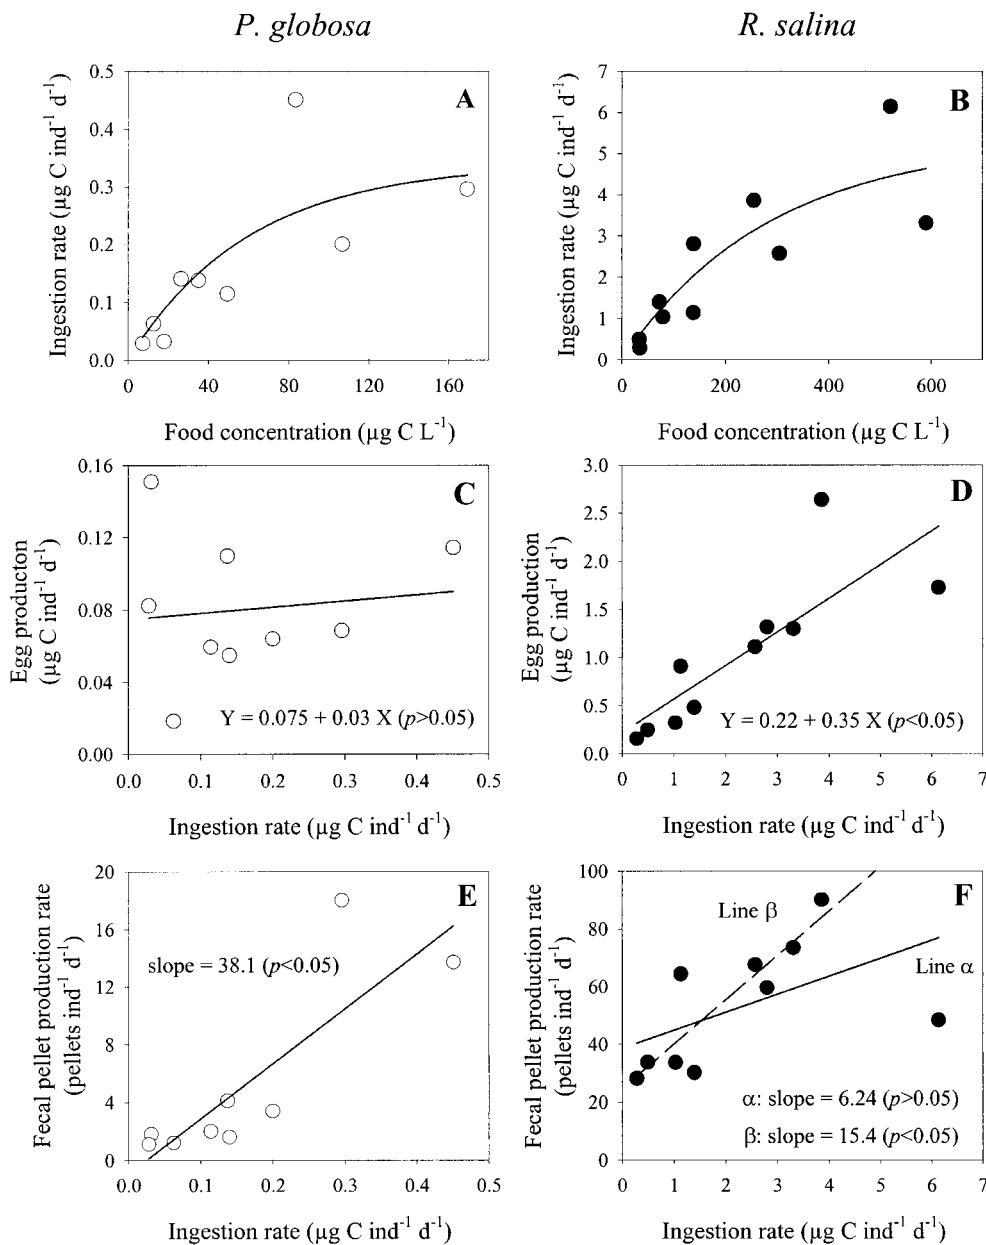 P. globosa
R. salina
A
Ingestion rate (µg C ind⁻¹ d⁻¹)
0.5
0.4
0.3
0.2
0.1
0.0
0 40 80 120 160
Food concentration (µg C L⁻¹)
B
Ingestion rate (µg C ind⁻¹ d⁻¹)
7
6
5
4
3
2
1
0
0 200 400 600
Food concentration (µg C L⁻¹)
C
Egg producton
(µg C ind⁻¹ d⁻¹)
0.16
0.12
0.08
0.04
0.00
Y = 0.075 + 0.03 X (p>0.05)
0.0 0.1 0.2 0.3 0.4 0.5
Ingestion rate (µg C ind⁻¹ d⁻¹)
D
Egg production
(µg C ind⁻¹ d⁻¹)
3.0
2.5
2.0
1.5
1.0
0.5
0.0
Y = 0.22 + 0.35 X (p<0.05)
0 1 2 3 4 5 6 7
Ingestion rate (µg C ind⁻¹ d⁻¹)
E
Fecal pellet production rate
(pellets ind⁻¹ d⁻¹)
20
16
12
8
4
0
slope = 38.1 (p<0.05)
0.0 0.1 0.2 0.3 0.4 0.5
Ingestion rate (µg C ind⁻¹ d⁻¹)
F
Fecal pellet production rate
(pellets ind⁻¹ d⁻¹)
100
80
60
40
20
0
Line β
Line α
α: slope = 6.24 (p>0.05)
β: slope = 15.4 (p<0.05)
0 1 2 3 4 5 6 7
Ingestion rate (µg C ind⁻¹ d⁻¹)